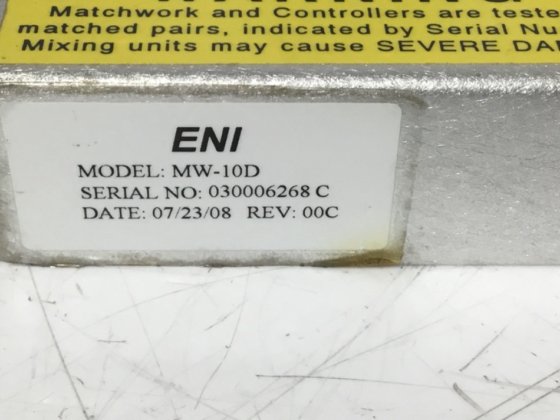 Matchwork and Controllers are teste
matched pairs, indicated by Serial Nu
Mixing units may cause SEVERE DA
ENI
MODEL: MW-10D
SERIAL NO: 030006268 C
DATE: 07/23/08 REV: 00C